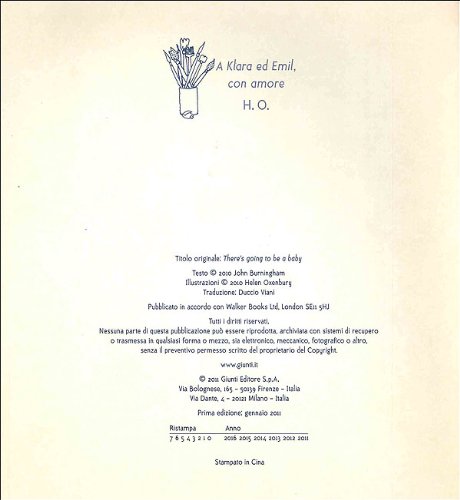 A Klara ed Emil,
con amore
H. O.
Titolo originale: There's going to be a baby
Testo © 2010 John Burningham
Illustrazioni © 2010 Helen Oxenbury
Traduzione: Duccio Viani
Pubblicato in accordo con Walker Books Ltd, London SE11 5HJ
Tutti i diritti riservati.
Nessuna parte di questa pubblicazione può essere riprodotta, archiviata con sistemi di recupero
o trasmessa in qualsiasi forma o mezzo, sia elettronico, meccanico, fotografico o altro,
senza il preventivo permesso scritto del proprietario del Copyright.
www.giunti.it
© 2011 Giunti Editore S.p.A.
Via Bolognese, 165 – 50139 Firenze – Italia
Via Dante, 4 – 20121 Milano – Italia
Prima edizione: gennaio 2011
Ristampa Anno
7 6 5 4 3 2 1 0 2016 2015 2014 2013 2012 2011
Stampato in Cina